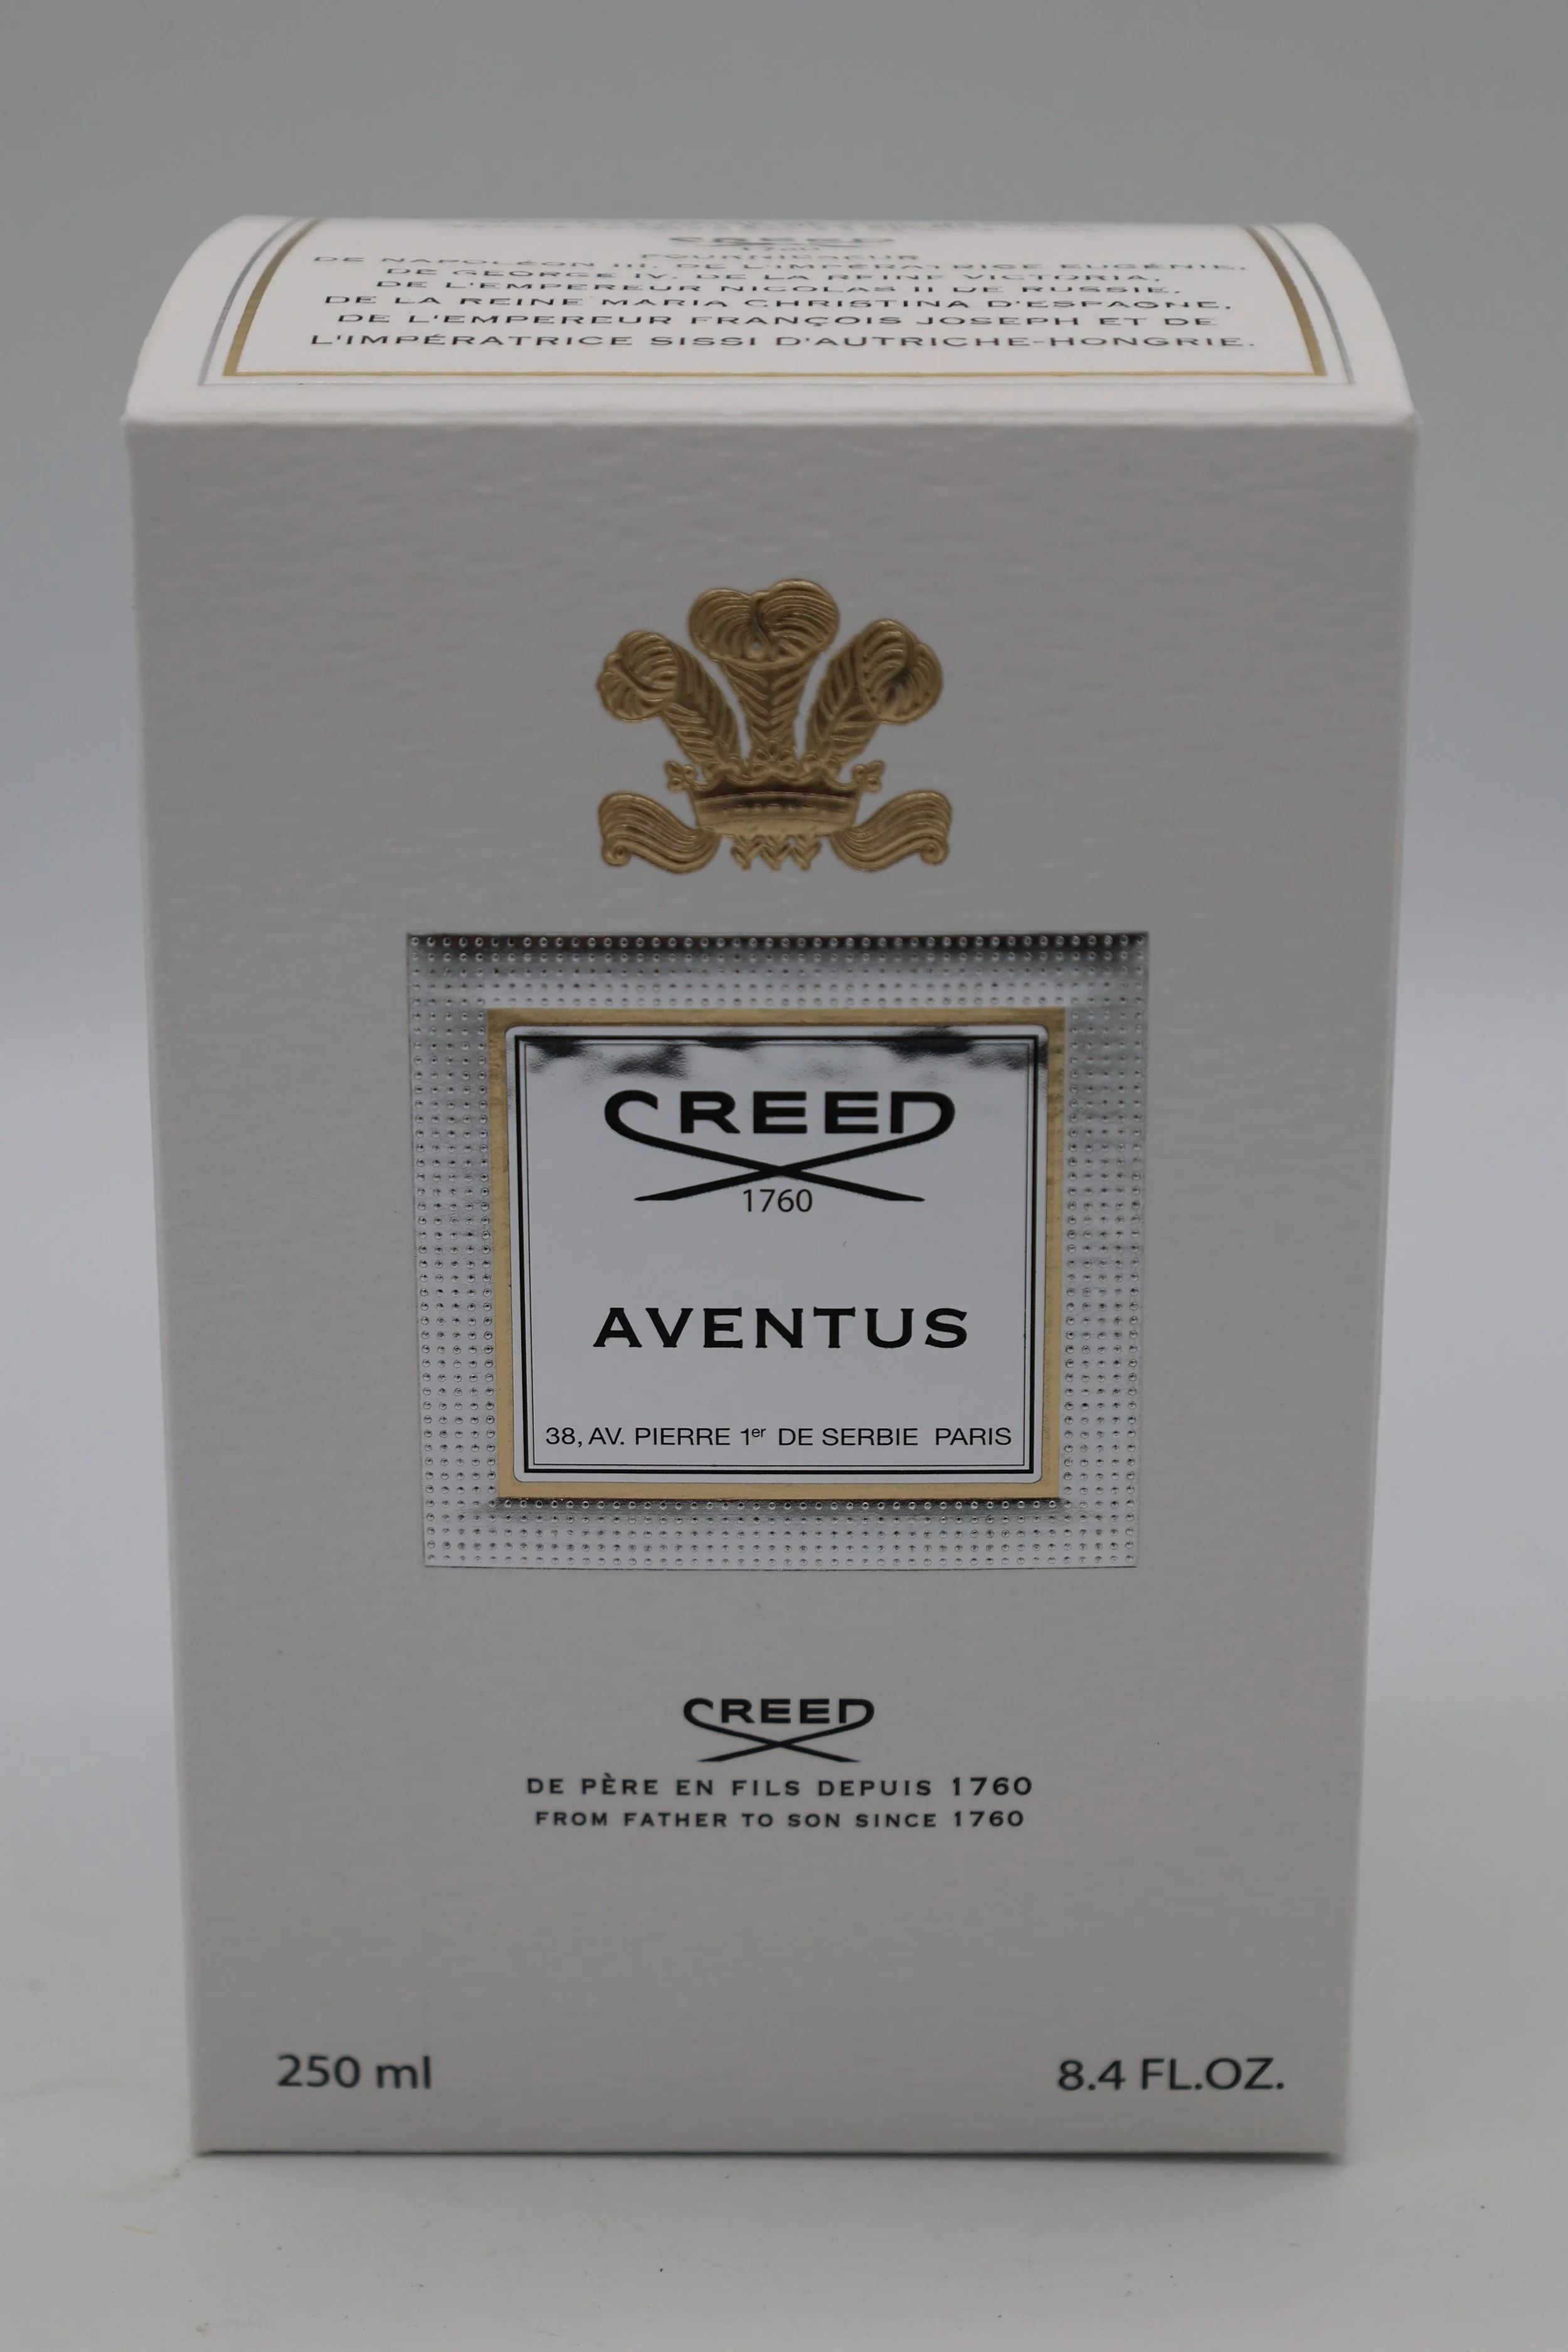 CREED
1760
FOURNISSEUR
DE NAPOLÉON III, DE L'IMPÉRATRICE EUGÉNIE,
DE GEORGE IV, DE LA REINE VICTORIA,
DE L'EMPEREUR NICOLAS II DE RUSSIE,
DE LA REINE MARIA CHRISTINA D'ESPAGNE,
DE L'EMPEREUR FRANÇOIS JOSEPH ET DE
L'IMPÉRATRICE SISSI D'AUTRICHE-HONGRIE.
CREED
1760
AVENTUS
38, AV. PIERRE 1er DE SERBIE PARIS
CREED
DE PÈRE EN FILS DEPUIS 1760
FROM FATHER TO SON SINCE 1760
250 ml 8.4 FL.OZ.